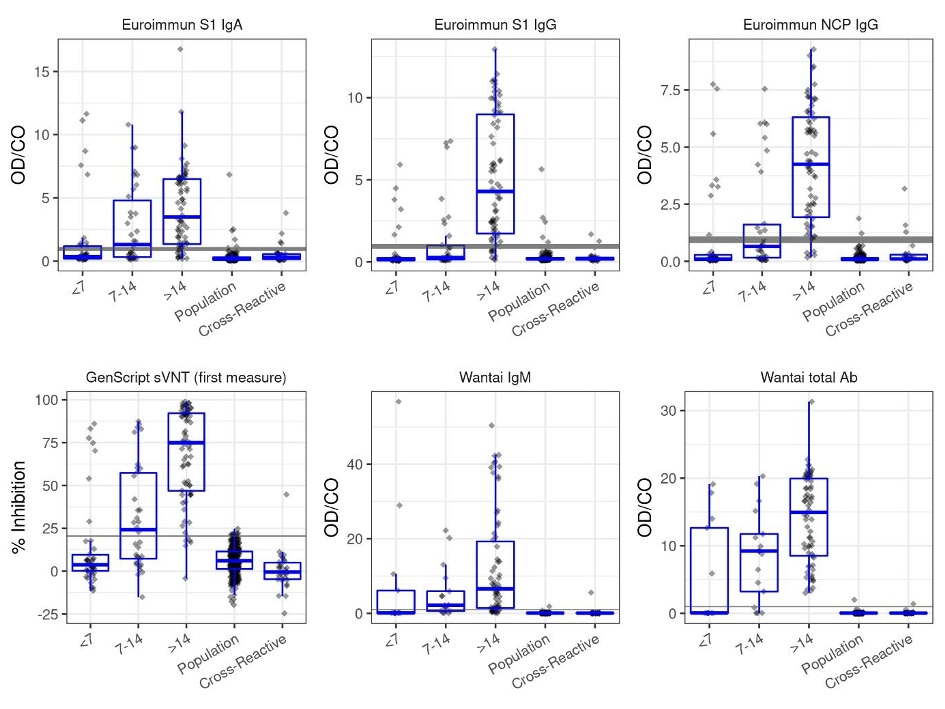 Euroimmun S1 IgA
Euroimmun S1 IgG
Euroimmun NCP IgG
OD/CO
15
10
5
0
<7
7-14
>14
Population
Cross-Reactive
OD/CO
10
5
0
<7
7-14
>14
Population
Cross-Reactive
OD/CO
7.5
5.0
2.5
0.0
<7
7-14
>14
Population
Cross-Reactive
GenScript sVNT (first measure)
Wantai IgM
Wantai total Ab
% Inhibition
100
75
50
25
0
-25
<7
7-14
>14
Population
Cross-Reactive
OD/CO
40
20
0
<7
7-14
>14
Population
Cross-Reactive
OD/CO
30
20
10
0
<7
7-14
>14
Population
Cross-Reactive